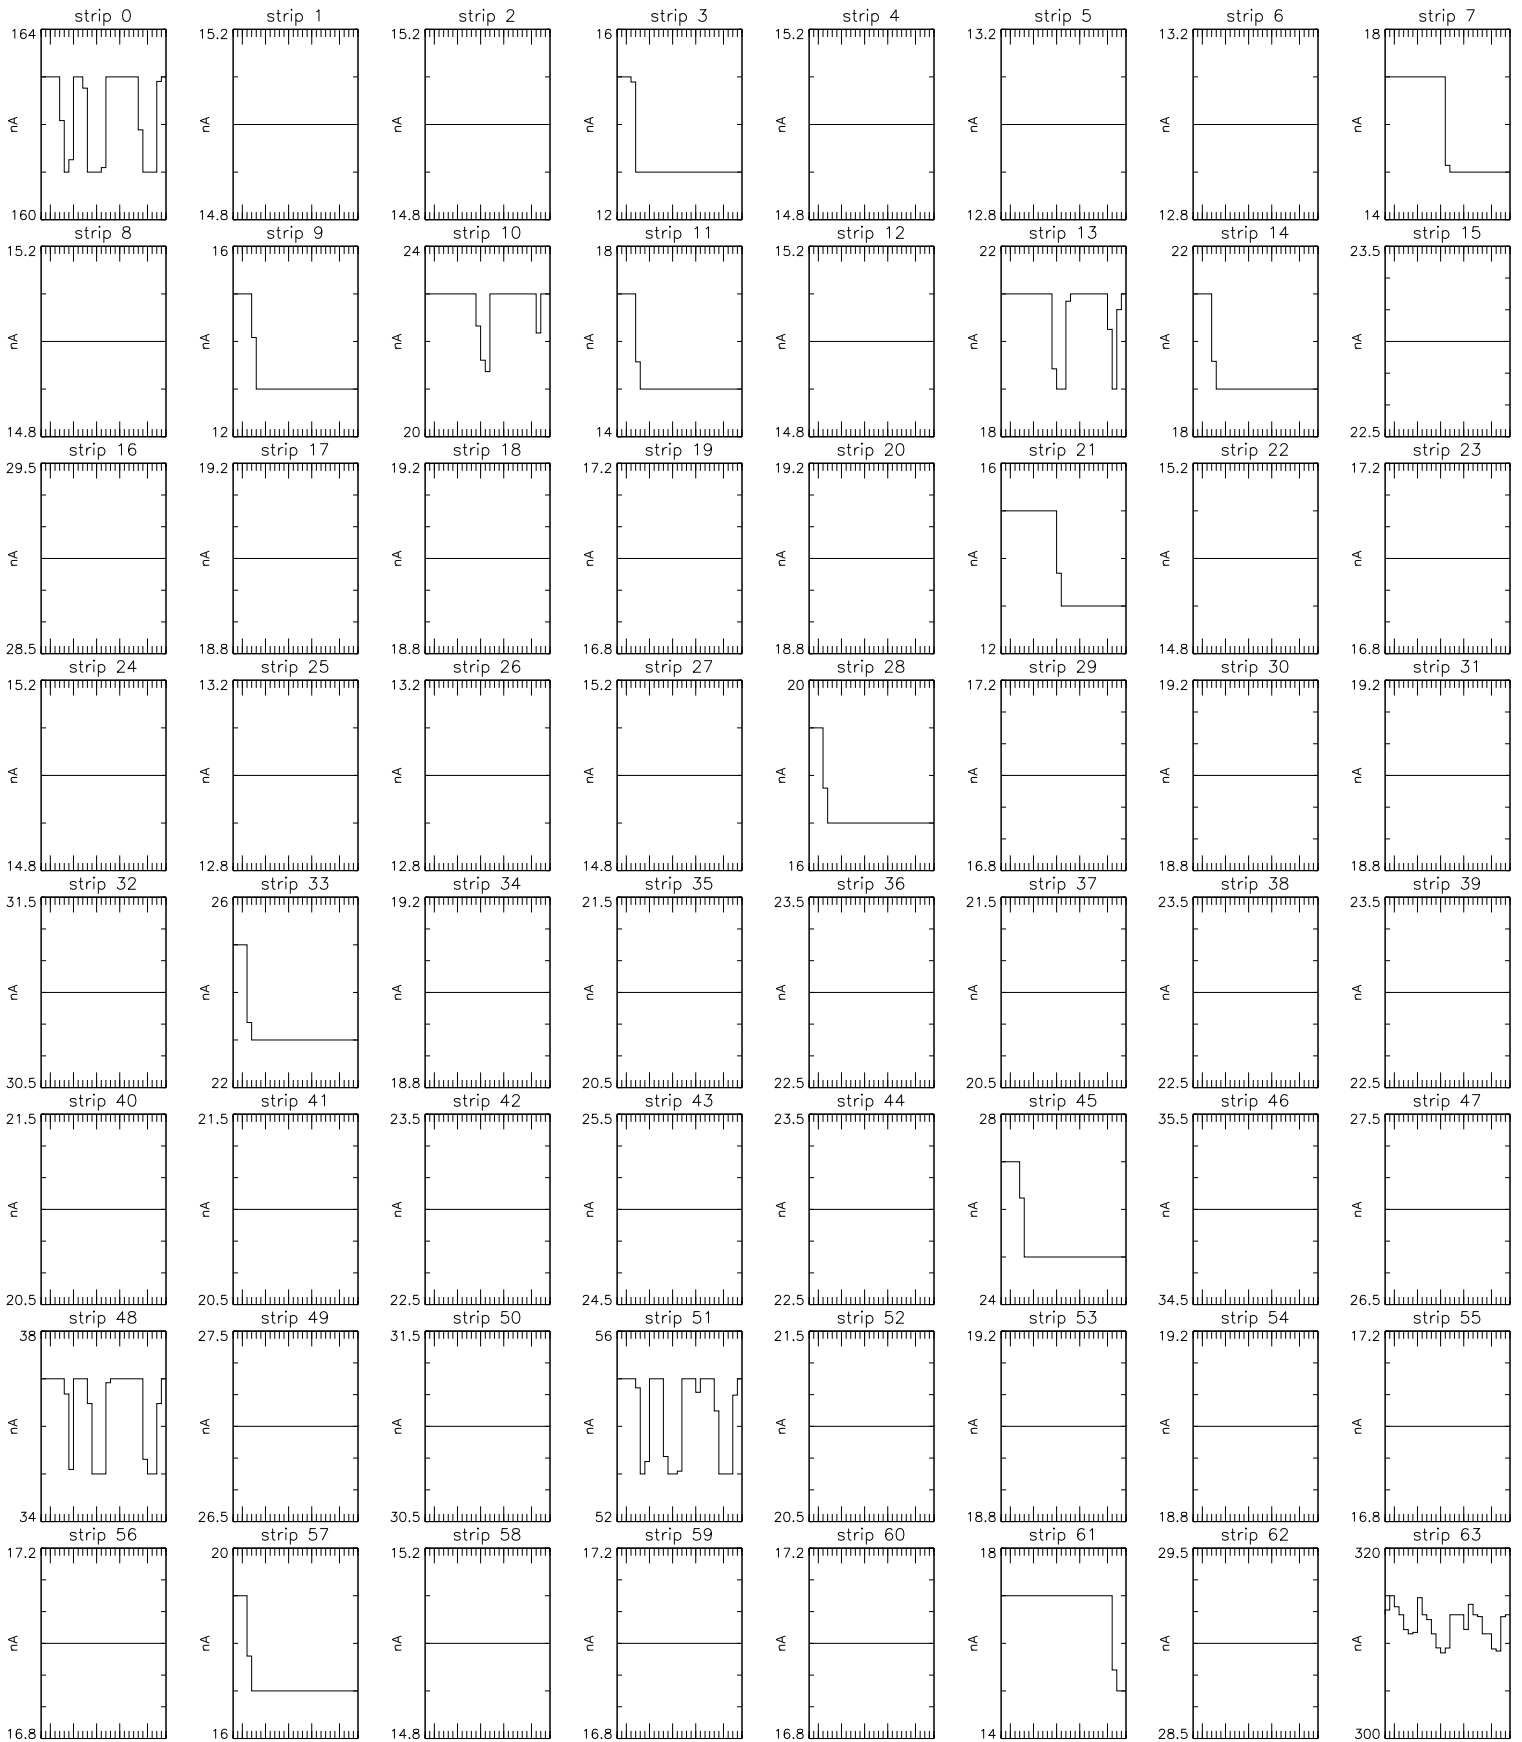 strip 0 strip 1 strip 2 strip 3 strip 4 strip 5 strip 6 strip 7
164 15.2 15.2 16 15.2 13.2 13.2 18
nA nA nA nA nA nA nA nA
160 14.8 14.8 12 14.8 12.8 12.8 14
strip 8 strip 9 strip 10 strip 11 strip 12 strip 13 strip 14 strip 15
15.2 16 24 18 15.2 22 22 23.5
nA nA nA nA nA nA nA nA
14.8 12 20 14 14.8 18 18 22.5
strip 16 strip 17 strip 18 strip 19 strip 20 strip 21 strip 22 strip 23
29.5 19.2 19.2 17.2 19.2 16 15.2 17.2
nA nA nA nA nA nA nA nA
28.5 18.8 18.8 16.8 18.8 12 14.8 16.8
strip 24 strip 25 strip 26 strip 27 strip 28 strip 29 strip 30 strip 31
15.2 13.2 13.2 15.2 20 17.2 19.2 19.2
nA nA nA nA nA nA nA nA
14.8 12.8 12.8 14.8 16 16.8 18.8 18.8
strip 32 strip 33 strip 34 strip 35 strip 36 strip 37 strip 38 strip 39
31.5 26 19.2 21.5 23.5 21.5 23.5 23.5
nA nA nA nA nA nA nA nA
30.5 22 18.8 20.5 22.5 20.5 22.5 22.5
strip 40 strip 41 strip 42 strip 43 strip 44 strip 45 strip 46 strip 47
21.5 21.5 23.5 25.5 23.5 28 35.5 27.5
nA nA nA nA nA nA nA nA
20.5 20.5 22.5 24.5 22.5 24 34.5 26.5
strip 48 strip 49 strip 50 strip 51 strip 52 strip 53 strip 54 strip 55
38 27.5 31.5 56 21.5 19.2 19.2 17.2
nA nA nA nA nA nA nA nA
34 26.5 30.5 52 20.5 18.8 18.8 16.8
strip 56 strip 57 strip 58 strip 59 strip 60 strip 61 strip 62 strip 63
17.2 20 15.2 17.2 17.2 18 29.5 320
nA nA nA nA nA nA nA nA
16.8 16 14.8 16.8 16.8 14 28.5 300